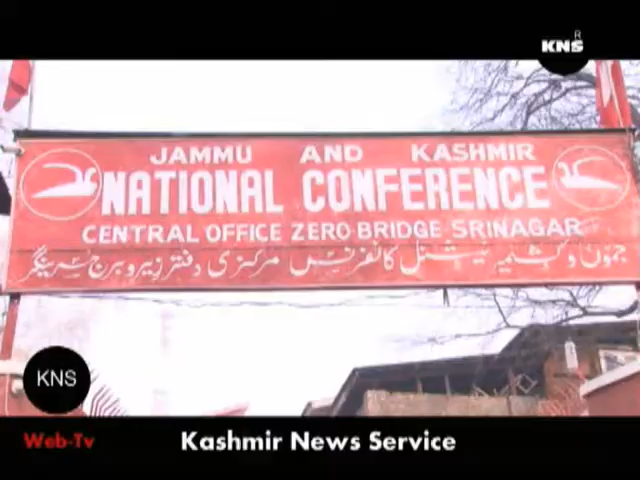 KNS R
JAMMU AND KASHMIR
NATIONAL CONFERENCE
CENTRAL OFFICE ZERO BRIDGE SRINAGAR
جموں و کشمیر نیشنل کانفرنس مرکزی دفتر زیرو برج سرینگر
KNS
Web-Tv
Kashmir News Service